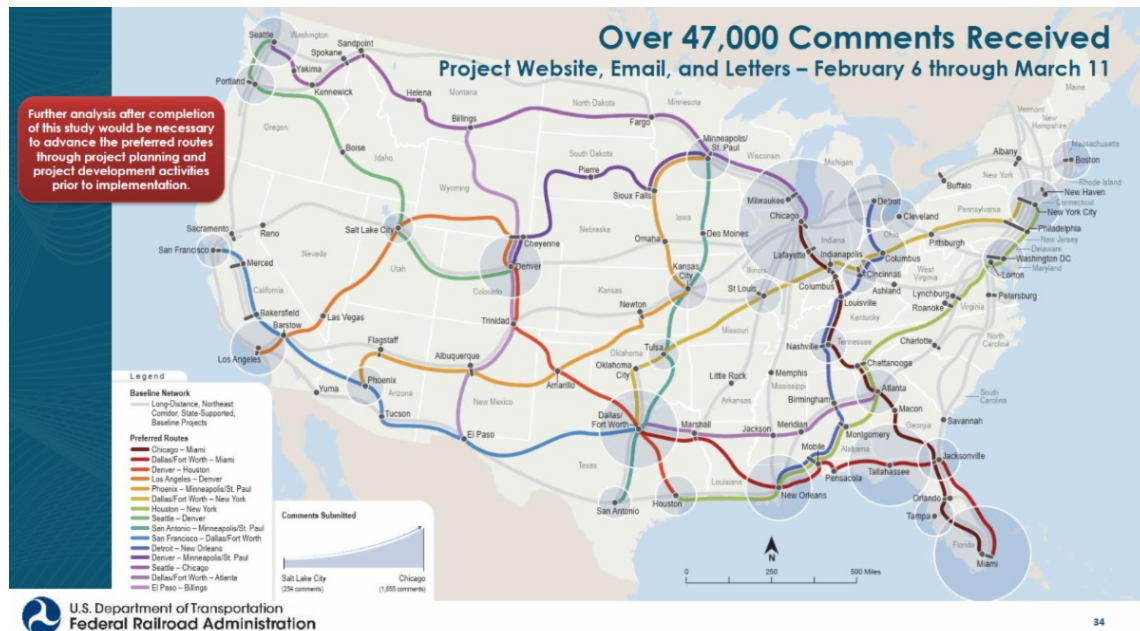 Over 47,000 Comments Received
Project Website, Email, and Letters – February 6 through March 11
Further analysis after completion
of this study would be necessary
to advance the preferred routes
through project planning and
project development activities
prior to implementation.
Seattle
Washington
Spokane
Sandpoint
Yakima
Kennewick
Portland
Helena
Montana
Billings
North Dakota
Fargo
Minnesota
Minneapolis/
St. Paul
Wisconsin
Michigan
Maine
Vermont
New
Hampshire
Albany
Massachusetts
Boston
New York
Rhode Island
Buffalo
New Haven
Connecticut
New York City
Oregon
Boise
Idaho
Wyoming
South Dakota
Pierre
Sioux Falls
Milwaukee
Chicago
Detroit
Cleveland
Pennsylvania
Philadelphia
New Jersey
Delaware
Washington DC
Maryland
Lorton
Pittsburgh
Ohio
Columbus
Sacramento
Reno
San Francisco
Merced
Nevada
Salt Lake City
Utah
Cheyenne
Denver
Colorado
Nebraska
Iowa
Omaha
Des Moines
Kansas
City
Illinois
Indiana
Lafayette
Indianapolis
Cincinnati
Columbus
Ashland
West
Virginia
Lynchburg
Roanoke
Virginia
Petersburg
California
Bakersfield
Barstow
Las Vegas
Los Angeles
Trinidad
Kansas
Newton
St Louis
Missouri
Louisville
Kentucky
Flagstaff
Albuquerque
Phoenix
Arizona
Yuma
Tucson
New Mexico
El Paso
Amarillo
Oklahoma
Tulsa
Oklahoma
City
Little Rock
Arkansas
Memphis
Mississippi
Nashville
Tennessee
Chattanooga
Charlotte
North
Carolina
South
Carolina
Birmingham
Atlanta
Macon
Georgia
Savannah
Dallas/
Fort Worth
Marshall
Jackson
Meridian
Montgomery
Alabama
Mobile
Texas
Louisiana
San Antonio
Houston
New Orleans
Pensacola
Tallahassee
Jacksonville
Orlando
Tampa
Florida
Miami
Legend
Baseline Network
Long-Distance, Northeast
Corridor, State-Supported,
Baseline Projects
Preferred Routes
Chicago – Miami
Dallas/Fort Worth – Miami
Denver – Houston
Los Angeles – Denver
Phoenix – Minneapolis/St. Paul
Dallas/Fort Worth – New York
Houston – New York
Seattle – Denver
San Antonio – Minneapolis/St. Paul
San Francisco – Dallas/Fort Worth
Detroit – New Orleans
Denver – Minneapolis/St. Paul
Seattle – Chicago
Dallas/Fort Worth – Atlanta
El Paso – Billings
Comments Submitted
Salt Lake City
(254 comments)
Chicago
(1,655 comments)
N
0 250 500 Miles
U.S. Department of Transportation
Federal Railroad Administration
34